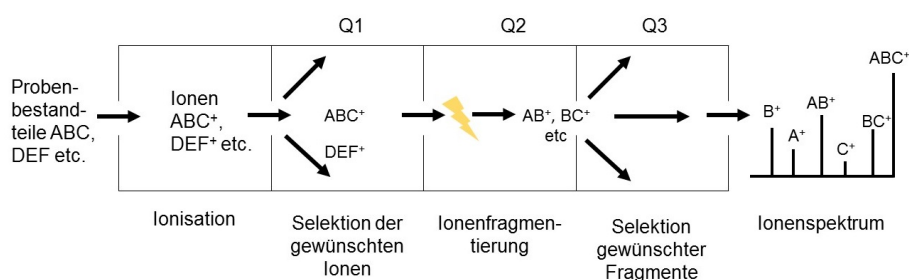 Q1
Q2
Q3
Proben-
bestand-
teile ABC,
DEF etc.
Ionen
ABC⁺,
DEF⁺ etc.
ABC⁺
DEF⁺
AB⁺, BC⁺
etc
B⁺
A⁺
AB⁺
C⁺
BC⁺
ABC⁺
Ionisation
Selektion der
gewünschten
Ionen
Ionenfragmen-
tierung
Selektion
gewünschter
Fragmente
Ionenspektrum